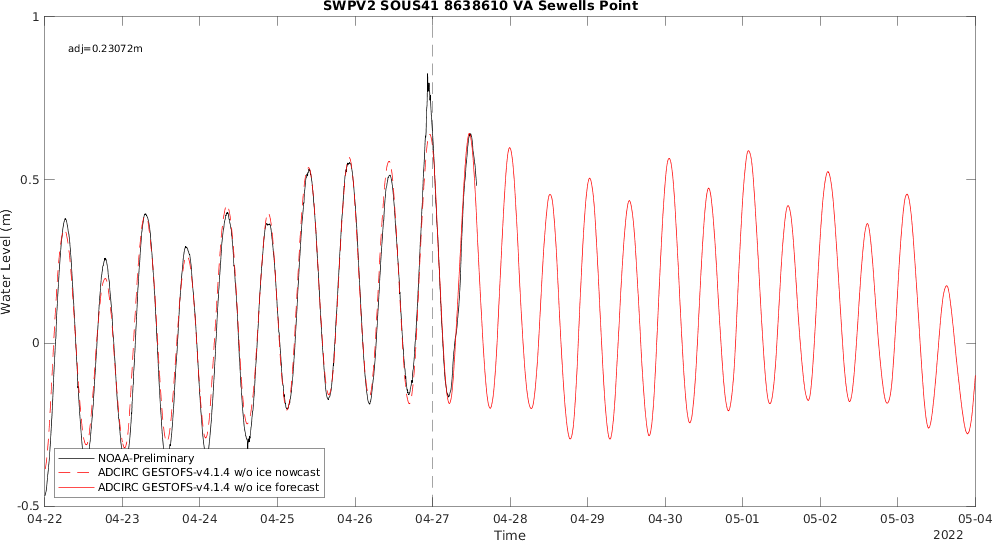 SWPV2 SOUS41 8638610 VA Sewells Point
1
adj=0.23072m
0.5
Water Level (m)
0
NOAA-Preliminary
ADCIRC GESTOFS-v4.1.4 w/o ice nowcast
ADCIRC GESTOFS-v4.1.4 w/o ice forecast
-0.5
04-22 04-23 04-24 04-25 04-26 04-27 04-28 04-29 04-30 05-01 05-02 05-03 05-04
Time
2022